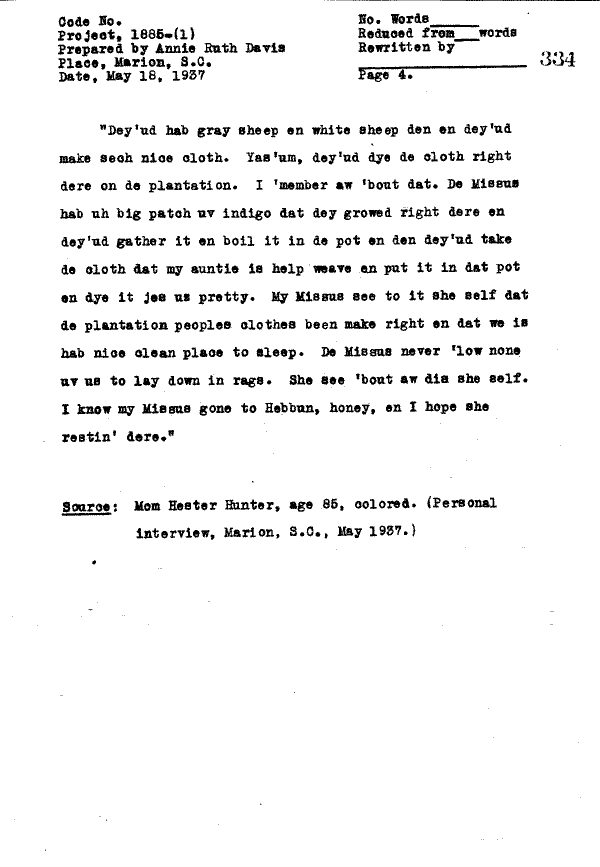 Code No.
Project, 1885-(1)
Prepared by Annie Ruth Davis
Place, Marion, S.C.
Date, May 18, 1937
No. Words______
Reduced from___words
Rewritten by
334
Page 4.
"Dey'ud hab gray sheep en white sheep den en dey'ud
make sech nice cloth. Yas'um, dey'ud dye de cloth right
dere on de plantation. I 'member aw 'bout dat. De Missus
hab uh big patch uv indigo dat dey growed right dere en
dey'ud gather it en boil it in de pot en den dey'ud take
de cloth dat my auntie is help weave en put it in dat pot
en dye it jes us pretty. My Missus see to it she self dat
de plantation peoples clothes been make right en dat we is
hab nice clean place to sleep. De Missus never 'low none
uv us to lay down in rags. She see 'bout aw dis she self.
I know my Missus gone to Hebbun, honey, en I hope she
restin' dere."
Source: Mom Hester Hunter, age 85, colored. (Personal
interview, Marion, S.C., May 1937.)